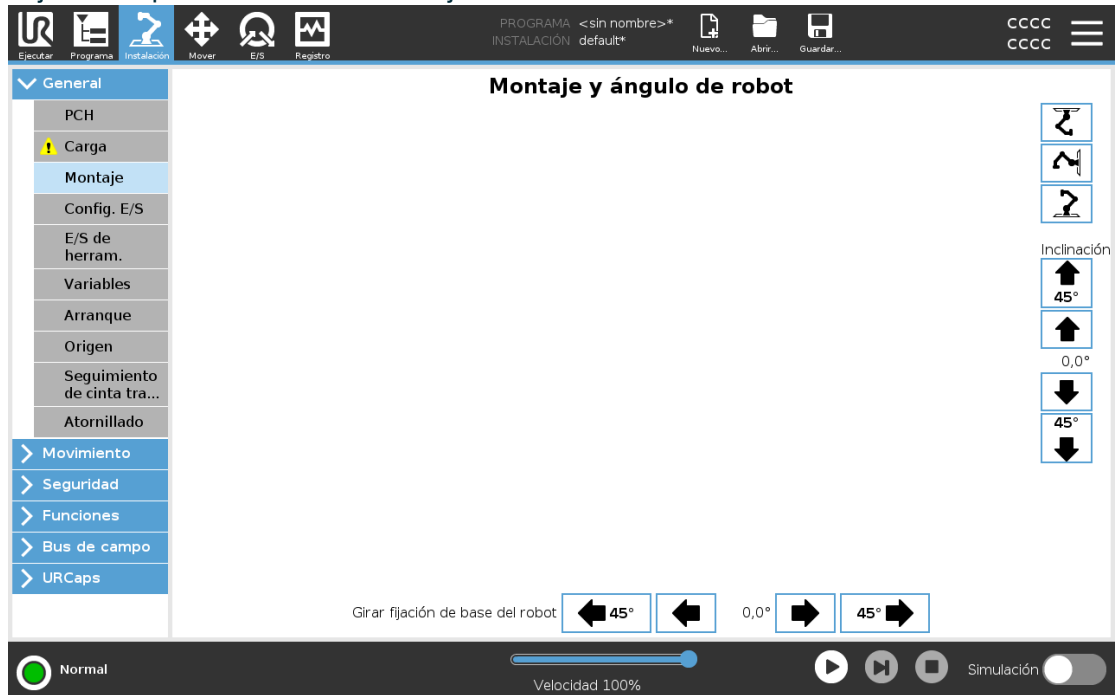 PROGRAMA <sin nombre>*
INSTALACIÓN default*
Ejecutar
Programa
Instalación
Mover
E/S
Registro
Nuevo...
Abrir...
Guardar...
CCCC
CCCC
General
PCH
Carga
Montaje
Config. E/S
E/S de
herram.
Variables
Arranque
Origen
Seguimiento
de cinta tra...
Atornillado
Movimiento
Seguridad
Funciones
Bus de campo
URCaps
Montaje y ángulo de robot
Inclinación
45°
0,0°
45°
Girar fijación de base del robot 45° 0,0° 45°
Normal
Velocidad 100%
Simulación